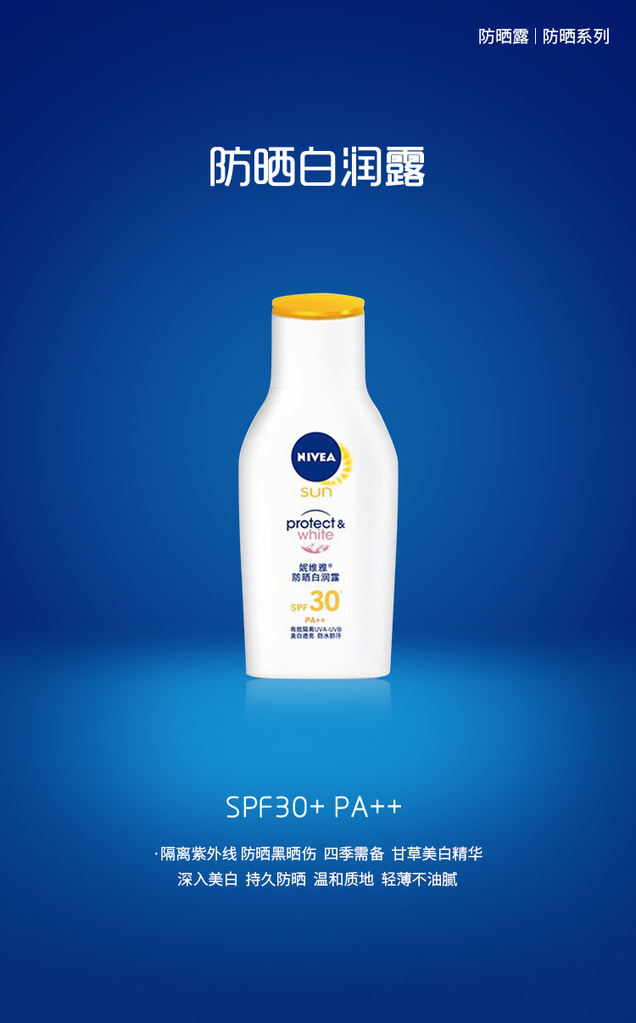 防晒露 | 防晒系列
防晒白润露
NIVEA
SUN
protect &
white
妮维雅®
防晒白润露
SPF 30+
PA++
有效隔离UVA-UVB
美白透亮 防水防汗
SPF30+ PA++
·隔离紫外线 防晒黑晒伤 四季需备 甘草美白精华
深入美白 持久防晒 温和质地 轻薄不油腻